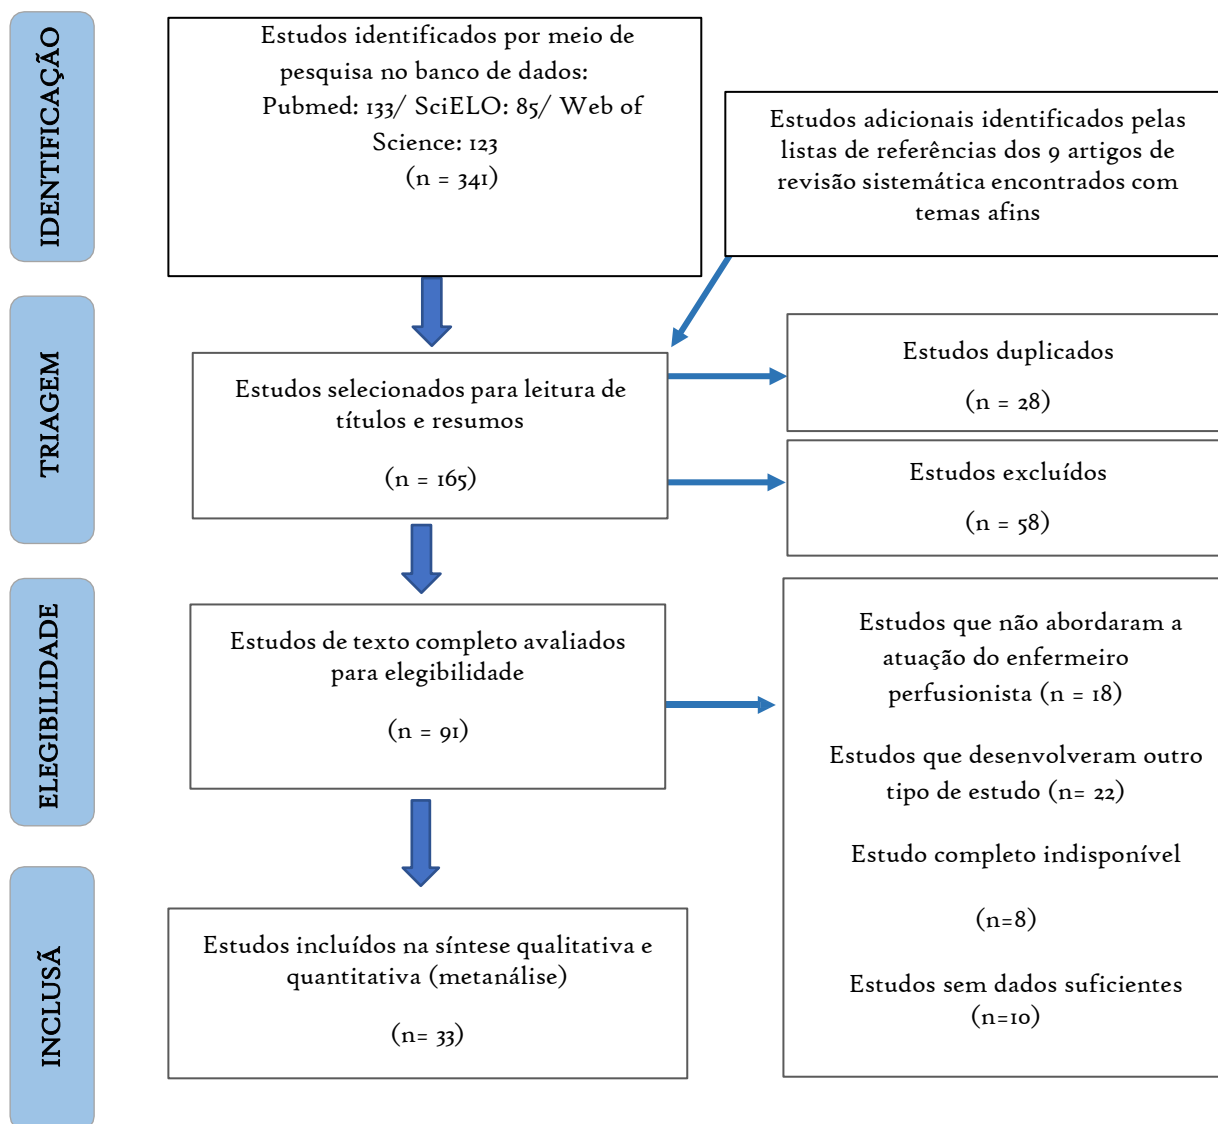 IDENTIFICAÇÃO
Estudos identificados por meio de
pesquisa no banco de dados:
Pubmed: 133/ SciELO: 85/ Web of
Science: 123
(n = 341)
Estudos adicionais identificados pelas
listas de referências dos 9 artigos de
revisão sistemática encontrados com
temas afins
TRIAGEM
Estudos selecionados para leitura de
títulos e resumos
(n = 165)
Estudos duplicados
(n = 28)
Estudos excluídos
(n = 58)
ELEGIBILIDADE
Estudos de texto completo avaliados
para elegibilidade
(n = 91)
Estudos que não abordaram a
atuação do enfermeiro
perfusionista (n = 18)
Estudos que desenvolveram outro
tipo de estudo (n= 22)
Estudo completo indisponível
(n=8)
Estudos sem dados suficientes
(n=10)
INCLUSÃ
Estudos incluídos na síntese qualitativa e
quantitativa (metanálise)
(n= 33)